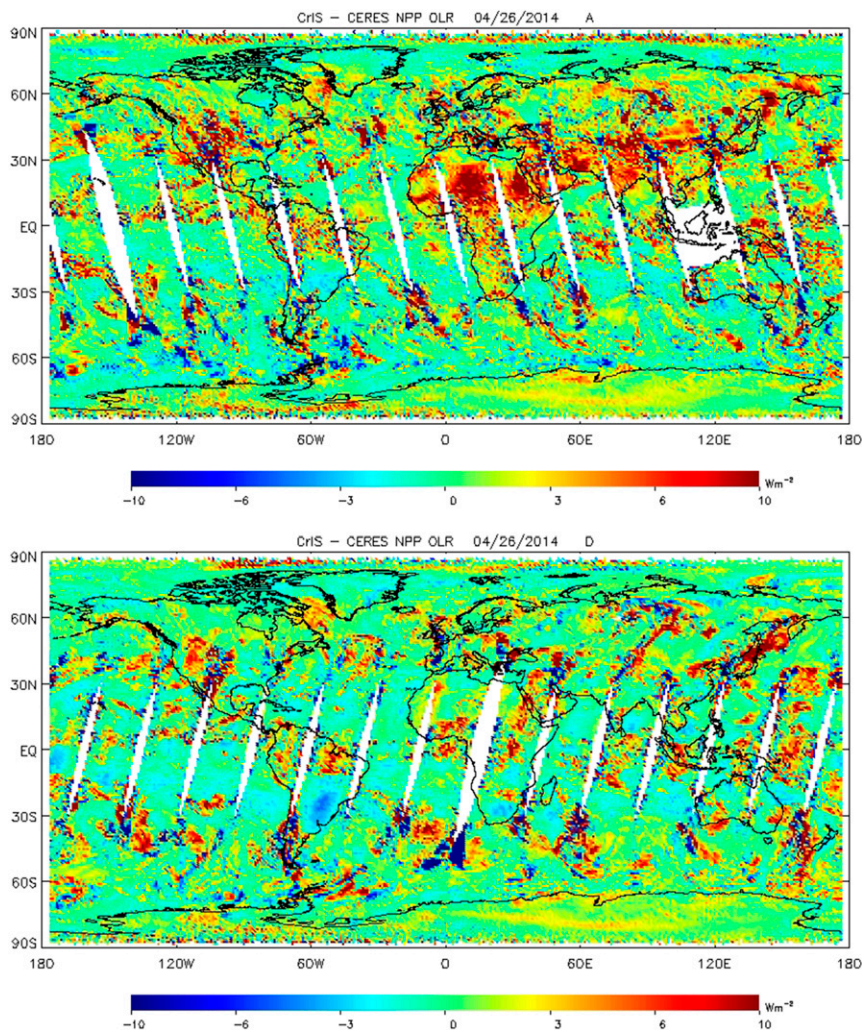 CrIS - CERES NPP OLR 04/26/2014 A
90N
60N
30N
EQ
30S
60S
90S
180 120W 60W 0 60E 120E 180
Wm-2
-10 -6 -3 0 3 6 10
CrIS - CERES NPP OLR 04/26/2014 D
90N
60N
30N
EQ
30S
60S
90S
180 120W 60W 0 60E 120E 180
Wm-2
-10 -6 -3 0 3 6 10